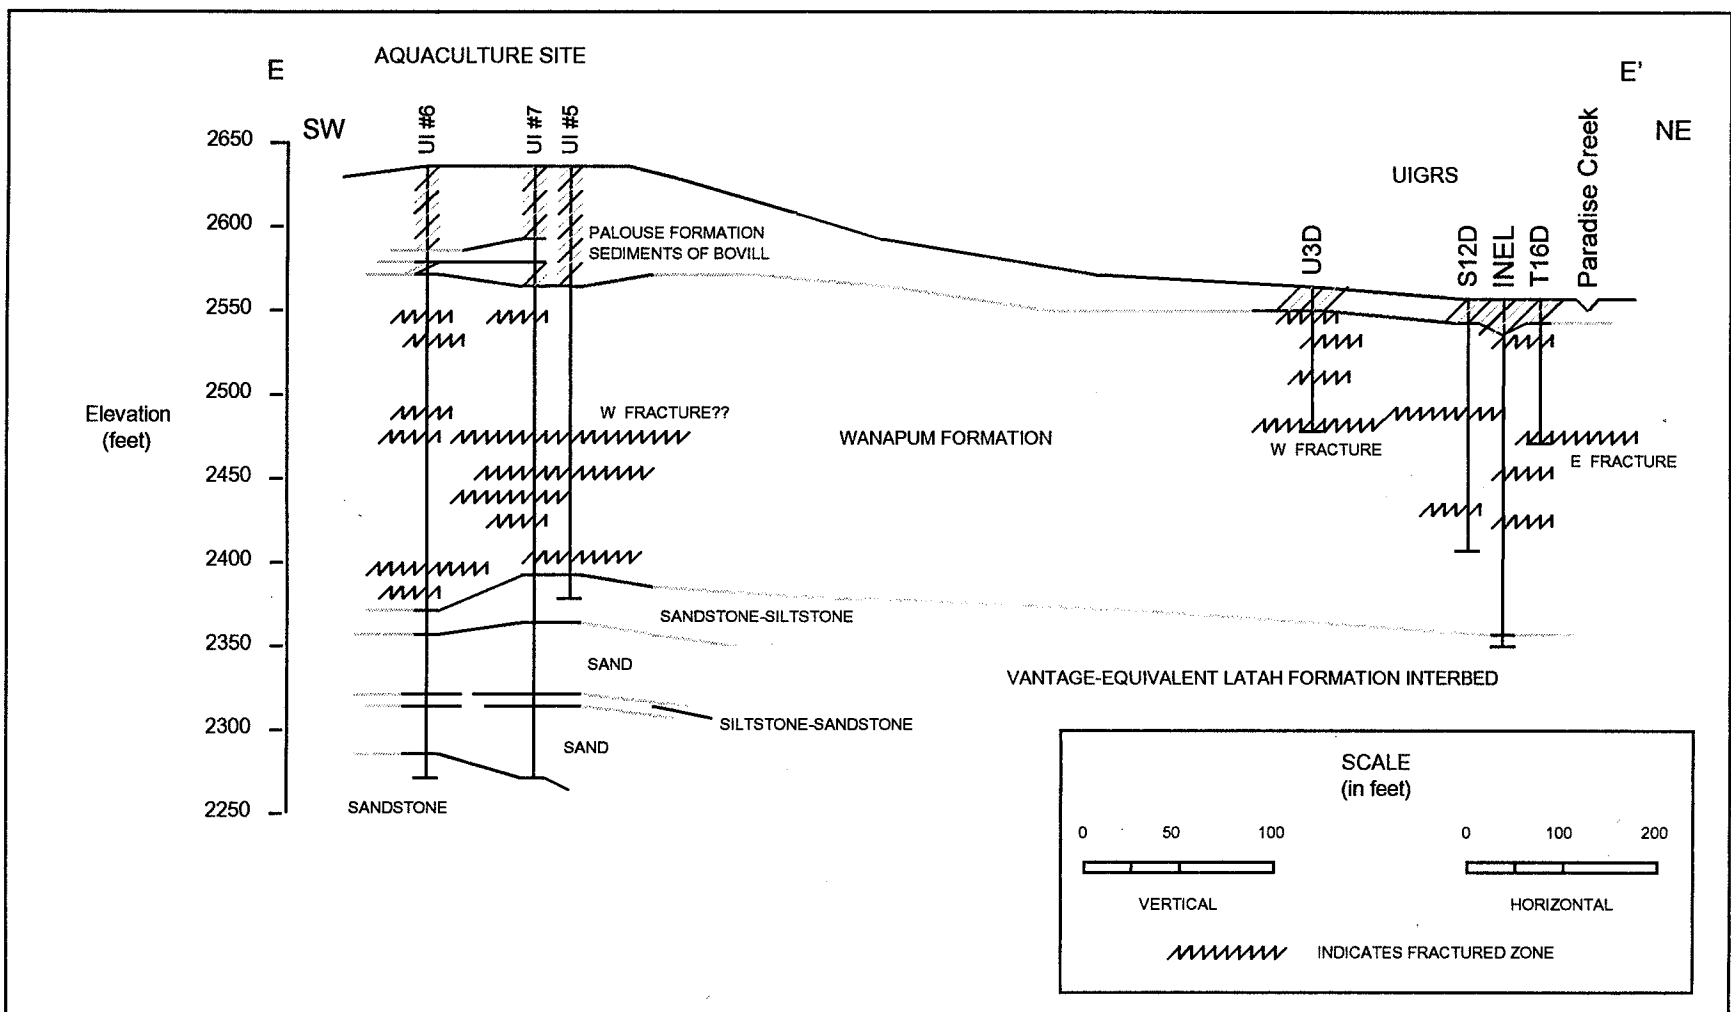 AQUACULTURE SITE
E
E'
SW
NE
UI #6
UI #7
UI #5
UIGRS
U3D
S12D
INEL
T16D
Paradise Creek
2650
2600
2550
2500
2450
2400
2350
2300
2250
Elevation
(feet)
PALOUSE FORMATION
SEDIMENTS OF BOVILL
W FRACTURE??
WANAPUM FORMATION
W FRACTURE
E FRACTURE
SANDSTONE-SILTSTONE
SAND
VANTAGE-EQUIVALENT LATAH FORMATION INTERBED
SILTSTONE-SANDSTONE
SAND
SANDSTONE
SCALE
(in feet)
0 50 100
0 100 200
VERTICAL
HORIZONTAL
INDICATES FRACTURED ZONE